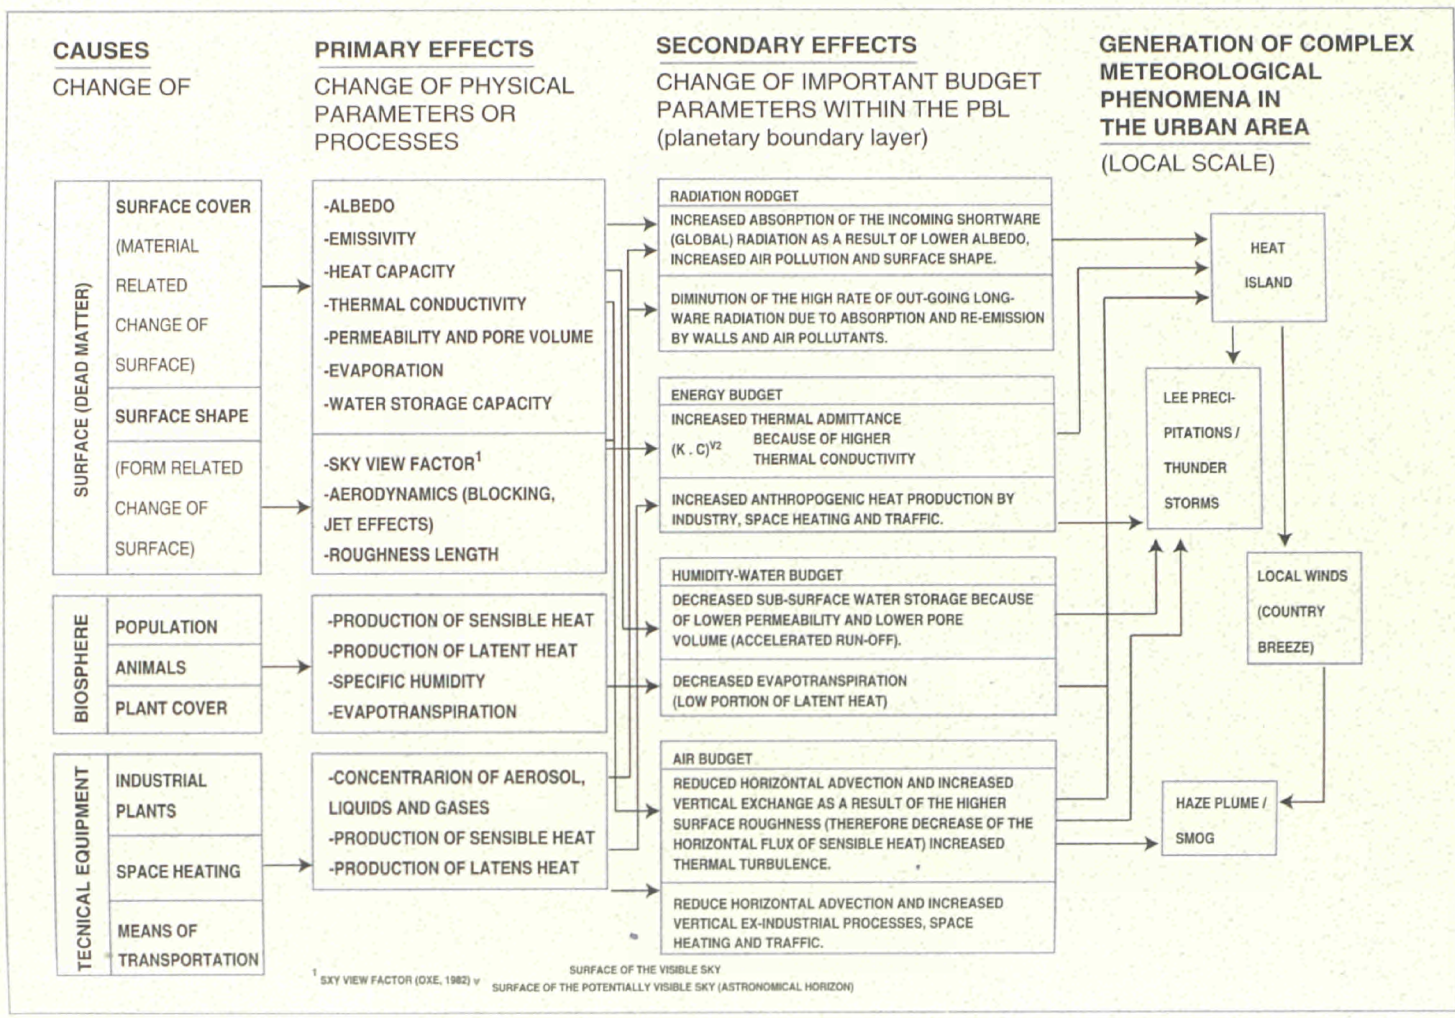 CAUSES
CHANGE OF
PRIMARY EFFECTS
CHANGE OF PHYSICAL
PARAMETERS OR
PROCESSES
SECONDARY EFFECTS
CHANGE OF IMPORTANT BUDGET
PARAMETERS WITHIN THE PBL
(planetary boundary layer)
GENERATION OF COMPLEX
METEOROLOGICAL
PHENOMENA IN
THE URBAN AREA
(LOCAL SCALE)
SURFACE (DEAD MATTER)
SURFACE COVER
(MATERIAL
RELATED
CHANGE OF
SURFACE)
SURFACE SHAPE
(FORM RELATED
CHANGE OF
SURFACE)
BIOSPHERE
POPULATION
ANIMALS
PLANT COVER
TECNICAL EQUIPMENT
INDUSTRIAL
PLANTS
SPACE HEATING
MEANS OF
TRANSPORTATION
-ALBEDO
-EMISSIVITY
-HEAT CAPACITY
-THERMAL CONDUCTIVITY
-PERMEABILITY AND PORE VOLUME
-EVAPORATION
-WATER STORAGE CAPACITY
-SKY VIEW FACTOR¹
-AERODYNAMICS (BLOCKING,
JET EFFECTS)
-ROUGHNESS LENGTH
-PRODUCTION OF SENSIBLE HEAT
-PRODUCTION OF LATENT HEAT
-SPECIFIC HUMIDITY
-EVAPOTRANSPIRATION
-CONCENTRARION OF AEROSOL,
LIQUIDS AND GASES
-PRODUCTION OF SENSIBLE HEAT
-PRODUCTION OF LATENS HEAT
RADIATION RODGET
INCREASED ABSORPTION OF THE INCOMING SHORTWARE
(GLOBAL) RADIATION AS A RESULT OF LOWER ALBEDO,
INCREASED AIR POLLUTION AND SURFACE SHAPE.
DIMINUTION OF THE HIGH RATE OF OUT-GOING LONG-
WARE RADIATION DUE TO ABSORPTION AND RE-EMISSION
BY WALLS AND AIR POLLUTANTS.
ENERGY BUDGET
INCREASED THERMAL ADMITTANCE
(K . C)V2 BECAUSE OF HIGHER
THERMAL CONDUCTIVITY
INCREASED ANTHROPOGENIC HEAT PRODUCTION BY
INDUSTRY, SPACE HEATING AND TRAFFIC.
HUMIDITY-WATER BUDGET
DECREASED SUB-SURFACE WATER STORAGE BECAUSE
OF LOWER PERMEABILITY AND LOWER PORE
VOLUME (ACCELERATED RUN-OFF).
DECREASED EVAPOTRANSPIRATION
(LOW PORTION OF LATENT HEAT)
AIR BUDGET
REDUCED HORIZONTAL ADVECTION AND INCREASED
VERTICAL EXCHANGE AS A RESULT OF THE HIGHER
SURFACE ROUGHNESS (THEREFORE DECREASE OF THE
HORIZONTAL FLUX OF SENSIBLE HEAT) INCREASED
THERMAL TURBULENCE.
REDUCE HORIZONTAL ADVECTION AND INCREASED
VERTICAL EX-INDUSTRIAL PROCESSES, SPACE
HEATING AND TRAFFIC.
HEAT
ISLAND
LEE PRECI-
PITATIONS /
THUNDER
STORMS
LOCAL WINDS
(COUNTRY
BREEZE)
HAZE PLUME /
SMOG
¹ SXY VIEW FACTOR (OXE, 1982) v
SURFACE OF THE VISIBLE SKY
SURFACE OF THE POTENTIALLY VISIBLE SKY (ASTRONOMICAL HORIZON)